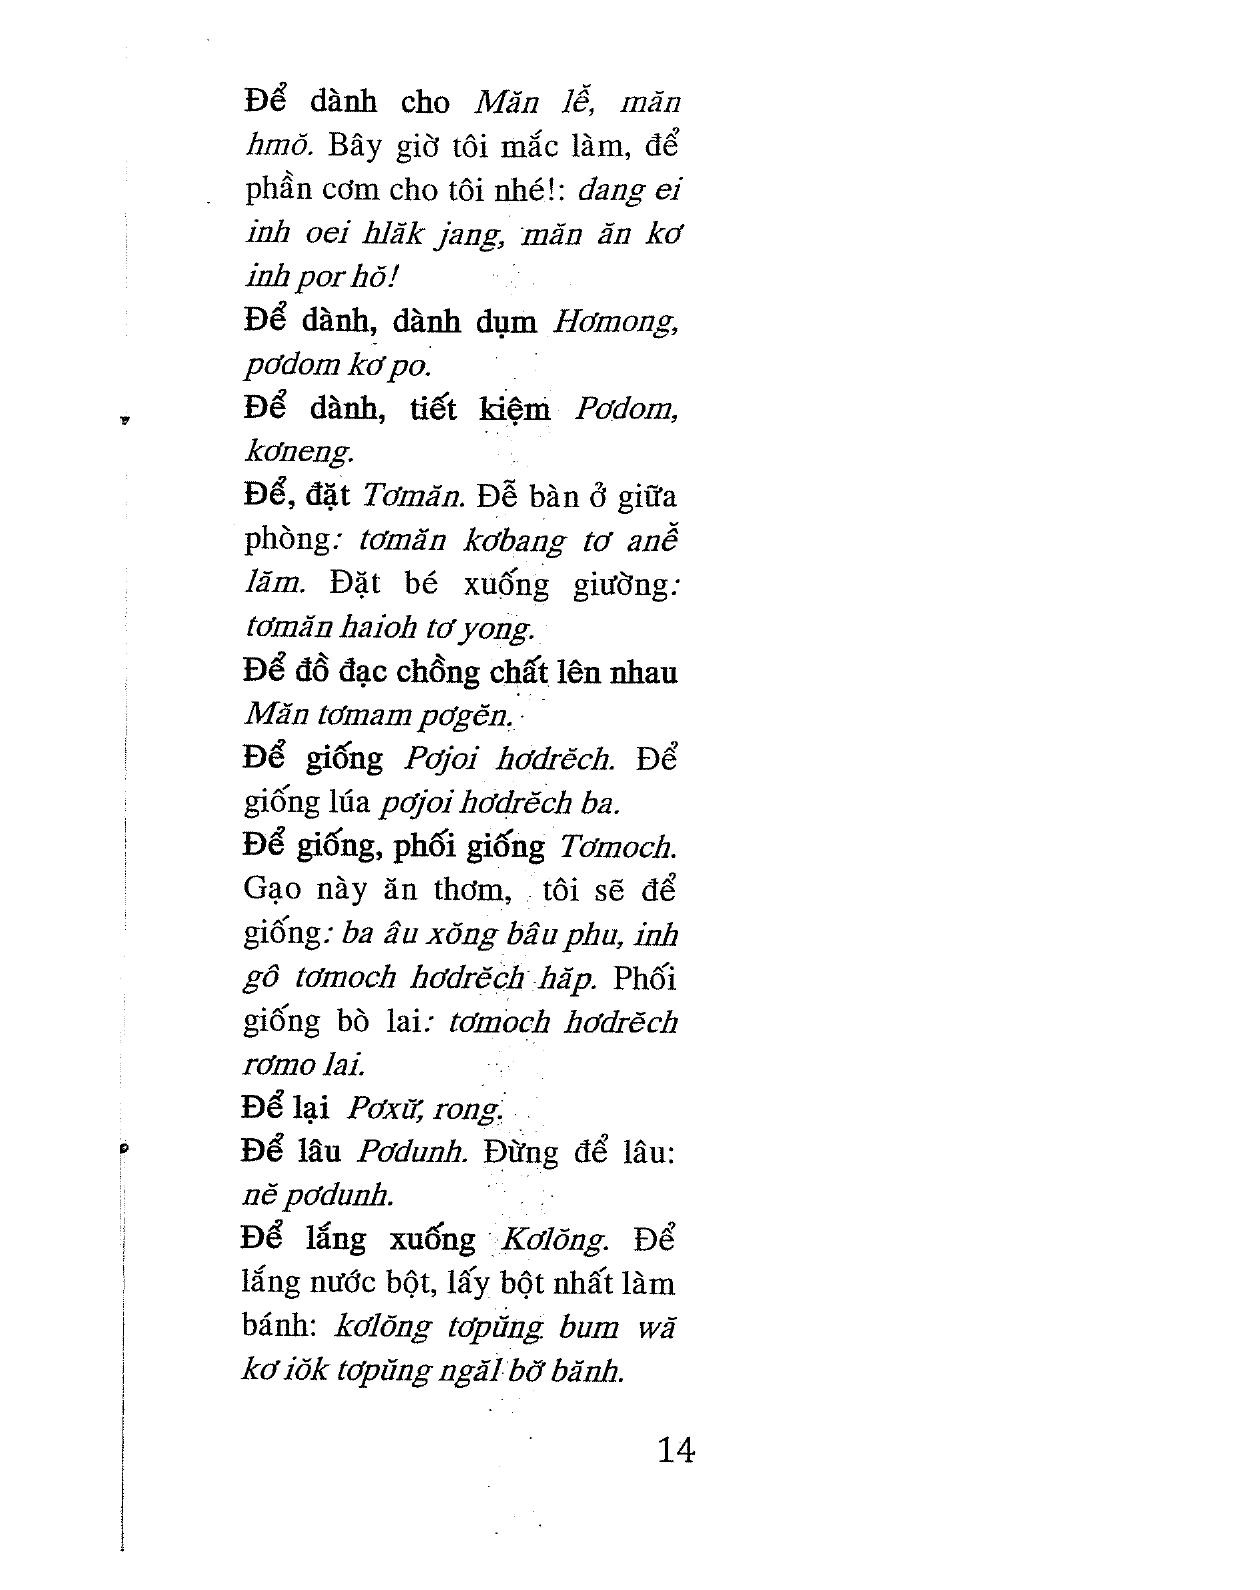 Để dành cho Măn lê̆, măn
hmŏ. Bây giờ tôi mắc làm, để
phần cơm cho tôi nhé!: dang ei
inh oei hlăk jang, măn ăn kơ
inh por hŏ!
Để dành, dành dụm Hơmong,
pơdom kơ po.
Để dành, tiết kiệm Pơdom,
kơneng.
Để, đặt Tơmăn. Đễ bàn ở giữa
phòng: tơmăn kơbang tơ anê̆
lăm. Đặt bé xuống giường:
tơmăn haioh tơ yong.
Để đồ đạc chồng chất lên nhau
Măn tơmam pơgĕn.
Để giống Pơjoi hơdrĕch. Để
giống lúa pơjoi hơdrĕch ba.
Để giống, phối giống Tơmoch.
Gạo này ăn thơm, tôi sẽ để
giống: ba âu xŏng bâu phu, inh
gô tơmoch hơdrĕch hăp. Phối
giống bò lai: tơmoch hơdrĕch
rơmo lai.
Để lại Pơxư̆, rong.
Để lâu Pơdunh. Đừng để lâu:
nĕ pơdunh.
Để lắng xuống Kơlŏng. Để
lắng nước bột, lấy bột nhất làm
bánh: kơlŏng tơpŭng bum wă
kơ iŏk tơpŭng ngăl bơ̆ bănh.
14